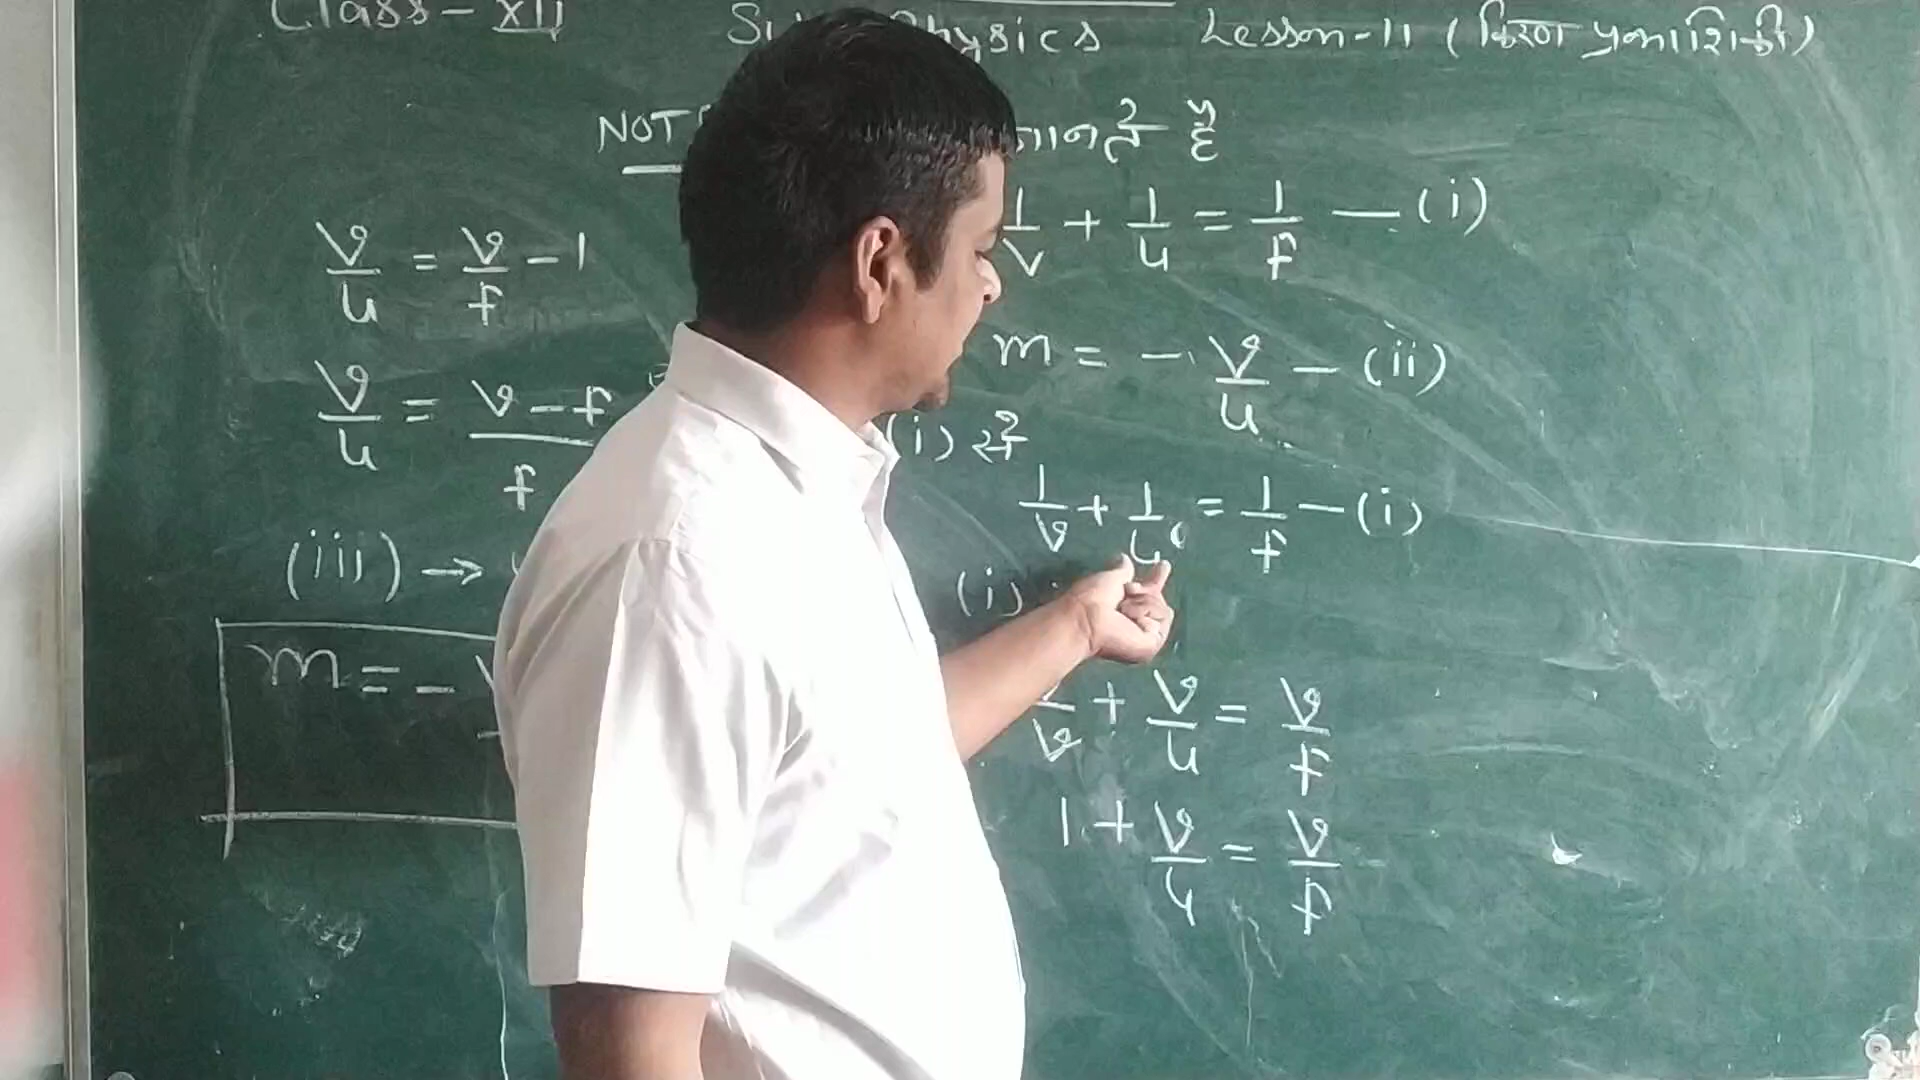 Class - XII Physics Lesson - 11 (किरण प्रकाशिकी)
NOT
v/u = v/f - 1
v/u = v - f / f
(iii) →
m = -
है
1/v + 1/u = 1/f — (i)
m = - v/u - (ii)
(i) से
1/v + 1/u = 1/f - (i)
(i)
/v + v/u = v/f
1 + v/u = v/f